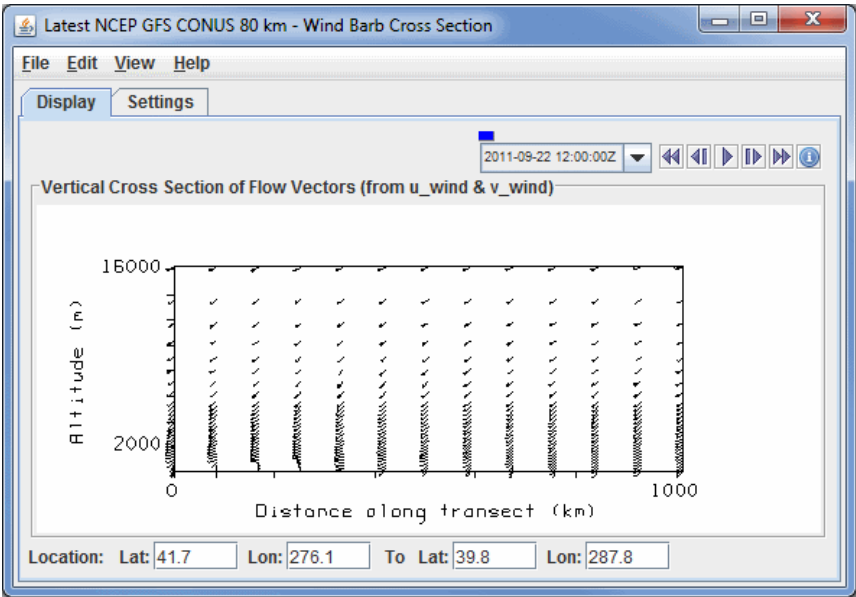 Latest NCEP GFS CONUS 80 km - Wind Barb Cross Section
File Edit View Help
Display Settings
2011-09-22 12:00:00Z
Vertical Cross Section of Flow Vectors (from u_wind & v_wind)
16000
Altitude (m)
2000
0 1000
Distance along transect (km)
Location: Lat: 41.7 Lon: 276.1 To Lat: 39.8 Lon: 287.8